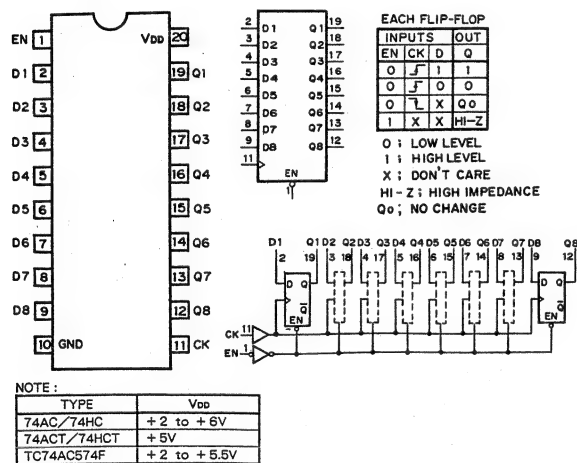 EN 1
VDD 20
D1 2
19 Q1
D2 3
18 Q2
D3 4
17 Q3
D4 5
16 Q4
D5 6
15 Q5
D6 7
14 Q6
D7 8
13 Q7
D8 9
12 Q8
10 GND
11 CK
2 D1 Q1 19
3 D2 Q2 18
4 D3 Q3 17
5 D4 Q4 16
6 D5 Q5 15
7 D6 Q6 14
8 D7 Q7 13
9 D8 Q8 12
11
EN
1
EACH FLIP-FLOP
INPUTS OUT
EN CK D Q
0 1 1
0 0 0
0 X Qo
1 X X HI-Z
0 ; LOW LEVEL
1 ; HIGH LEVEL
X ; DON'T CARE
HI-Z ; HIGH IMPEDANCE
Qo ; NO CHANGE
D1 Q1 D2 Q2 D3 Q3 D4 Q4 D5 Q5 D6 Q6 D7 Q7 D8 Q8
2 19 3 18 4 17 5 16 6 15 7 14 8 13 9 12
D Q D Q
Q Q
EN EN
CK 11
EN 1
NOTE :
TYPE VDD
74AC/74HC +2 to +6V
74ACT/74HCT +5V
TC74AC574F +2 to +5.5V